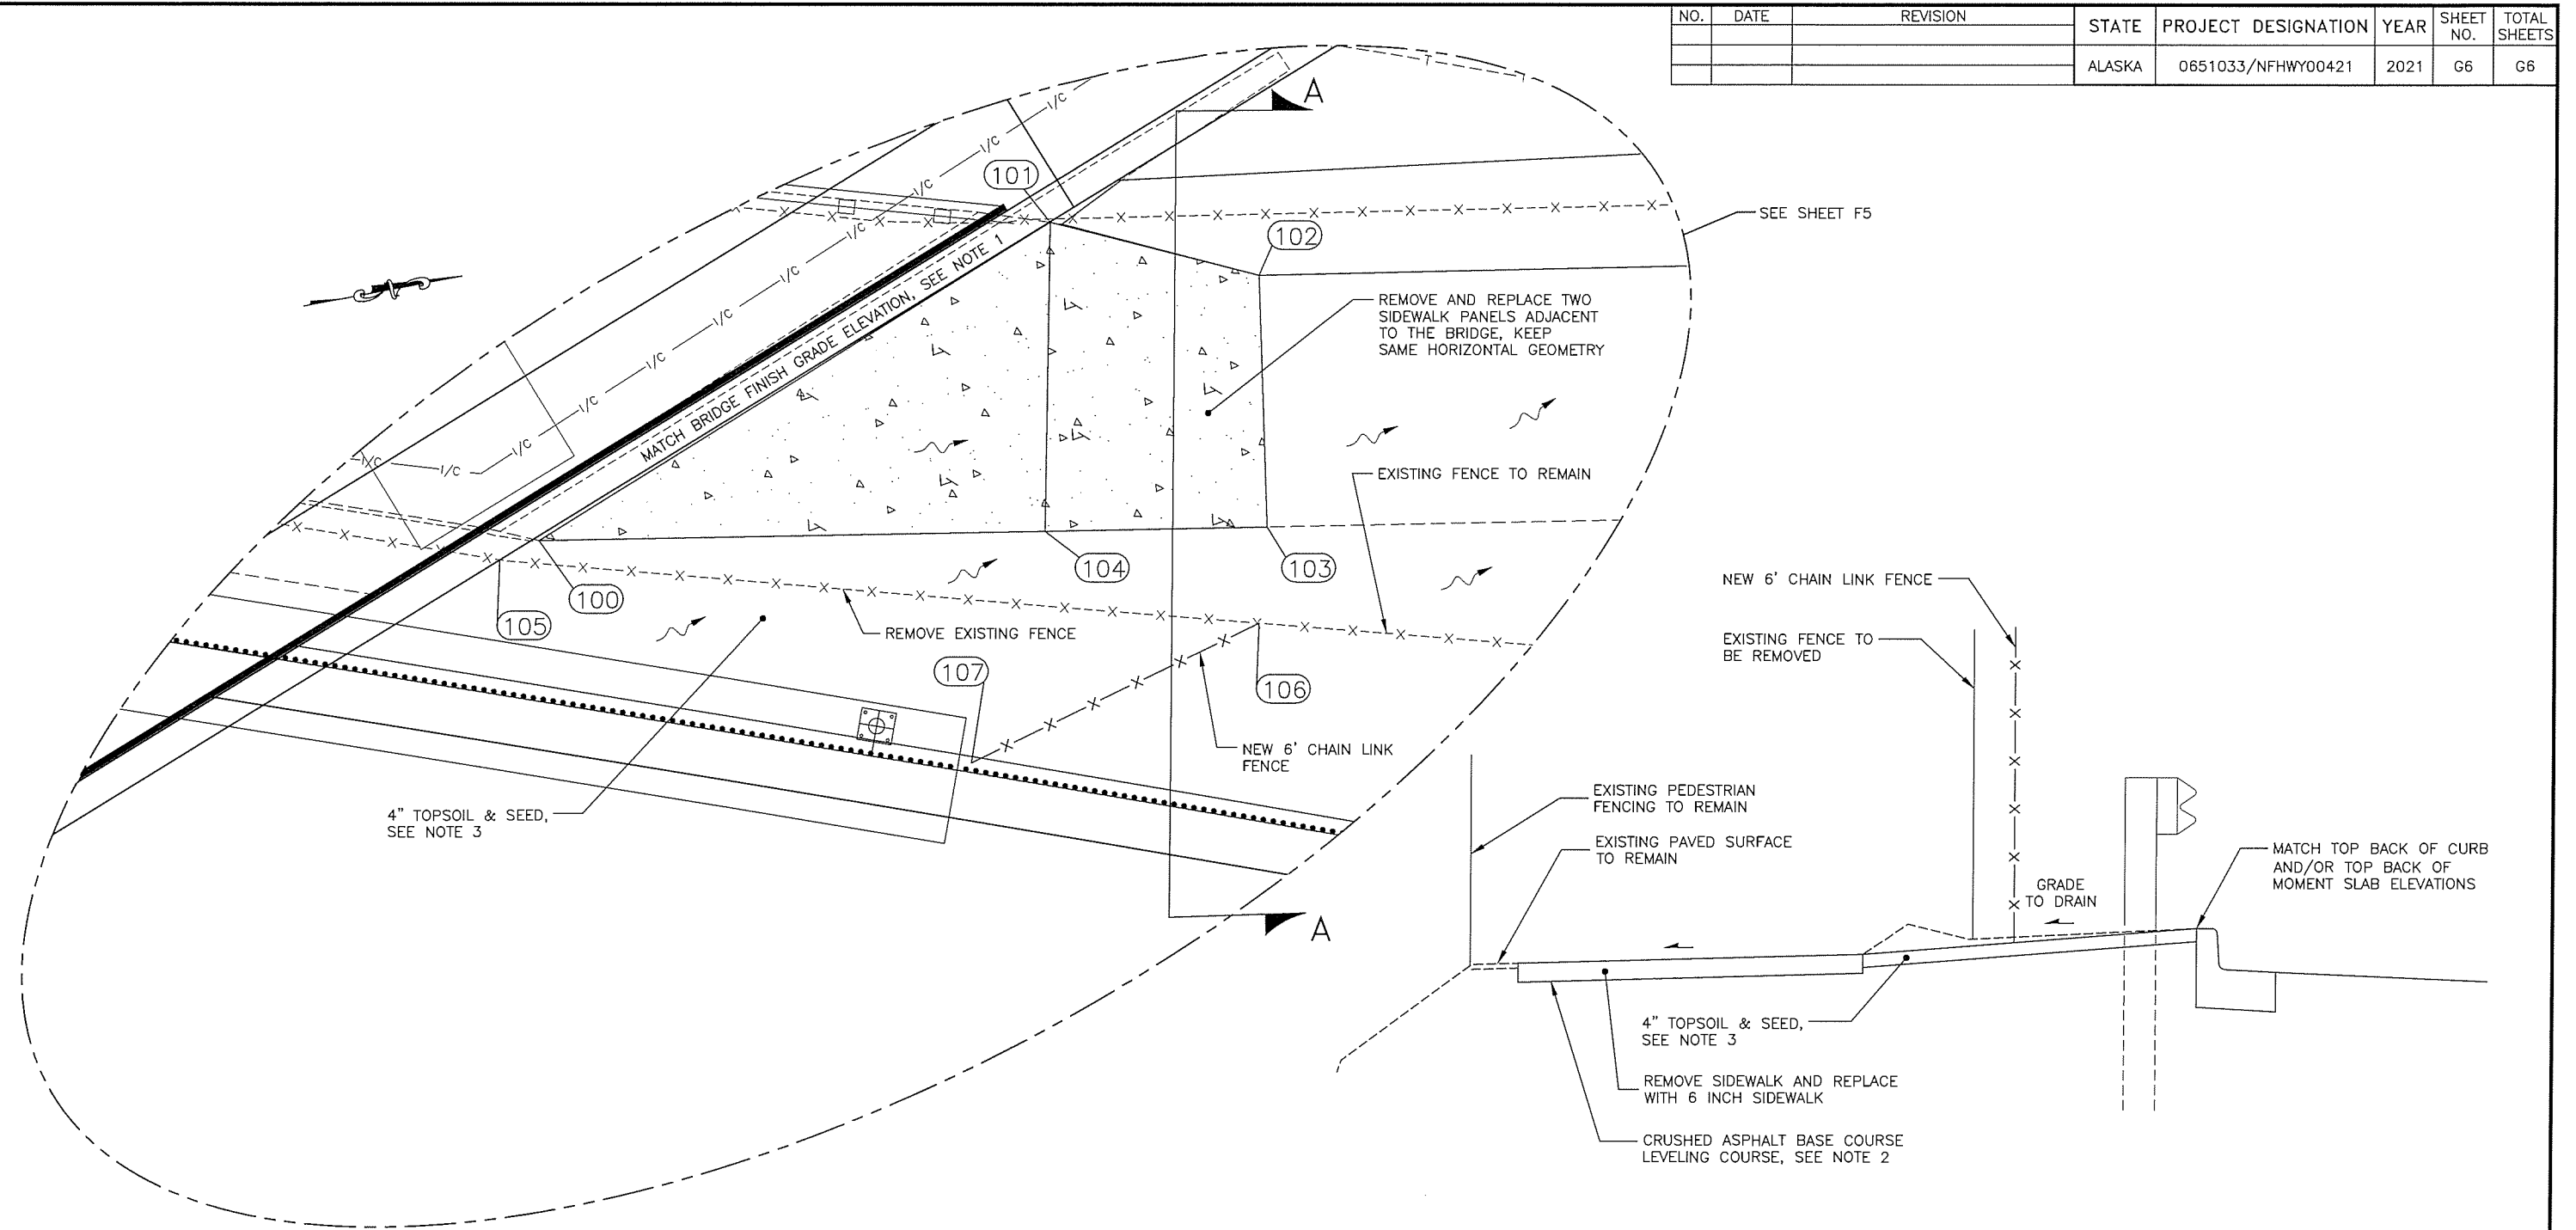 NO. DATE REVISION STATE PROJECT DESIGNATION YEAR SHEET NO. TOTAL SHEETS
ALASKA 0651033/NFHWY00421 2021 G6 G6
A
101
102
SEE SHEET F5
MATCH BRIDGE FINISH GRADE ELEVATION, SEE NOTE 1
REMOVE AND REPLACE TWO
SIDEWALK PANELS ADJACENT
TO THE BRIDGE, KEEP
SAME HORIZONTAL GEOMETRY
EXISTING FENCE TO REMAIN
104
103
100
105
REMOVE EXISTING FENCE
107
106
NEW 6' CHAIN LINK
FENCE
4" TOPSOIL & SEED,
SEE NOTE 3
A
NEW 6' CHAIN LINK FENCE
EXISTING FENCE TO
BE REMOVED
EXISTING PEDESTRIAN
FENCING TO REMAIN
EXISTING PAVED SURFACE
TO REMAIN
MATCH TOP BACK OF CURB
AND/OR TOP BACK OF
MOMENT SLAB ELEVATIONS
GRADE
TO DRAIN
4" TOPSOIL & SEED,
SEE NOTE 3
REMOVE SIDEWALK AND REPLACE
WITH 6 INCH SIDEWALK
CRUSHED ASPHALT BASE COURSE
LEVELING COURSE, SEE NOTE 2